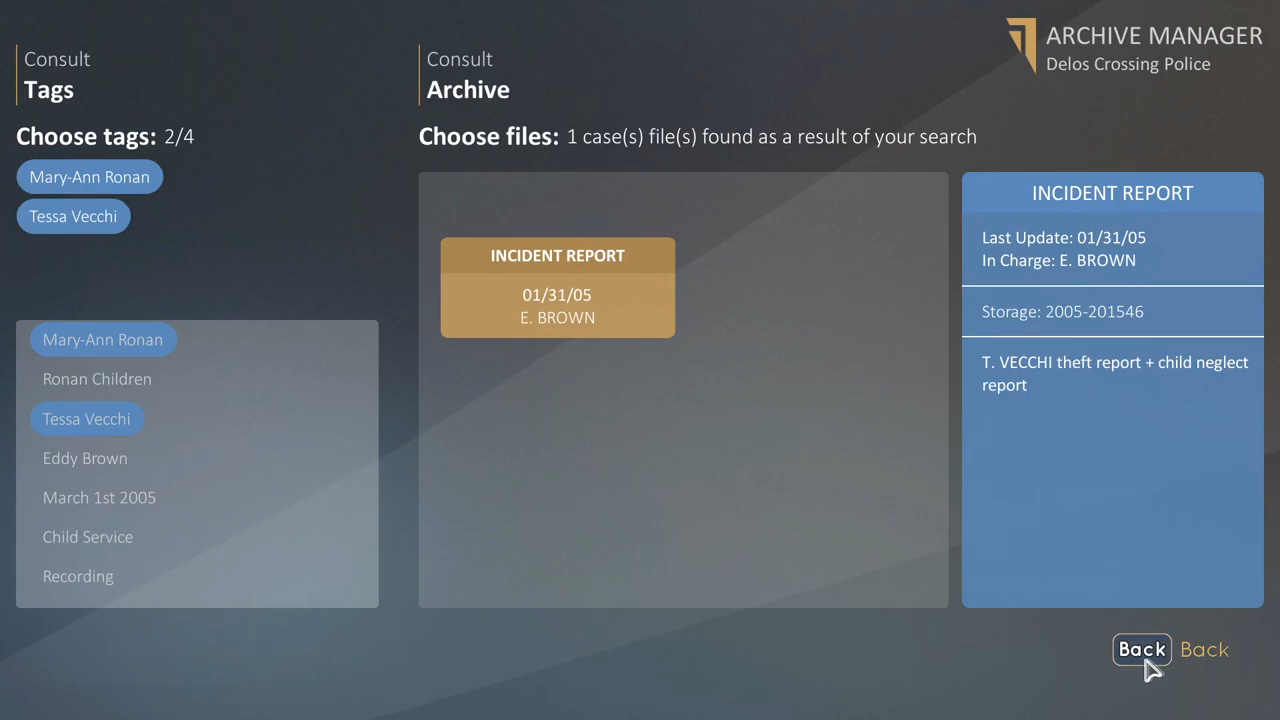 ARCHIVE MANAGER
Delos Crossing Police
Consult
Tags
Choose tags: 2/4
Mary-Ann Ronan
Tessa Vecchi
Mary-Ann Ronan
Ronan Children
Tessa Vecchi
Eddy Brown
March 1st 2005
Child Service
Recording
Consult
Archive
Choose files: 1 case(s) file(s) found as a result of your search
INCIDENT REPORT
01/31/05
E. BROWN
INCIDENT REPORT
Last Update: 01/31/05
In Charge: E. BROWN
Storage: 2005-201546
T. VECCHI theft report + child neglect
report
Back Back